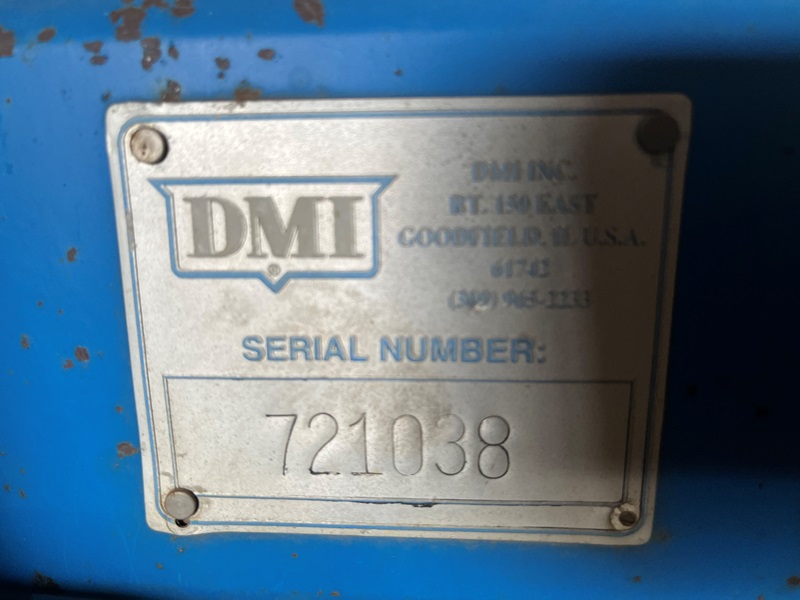 DMI
®
DMI INC.
RT. 150 EAST
GOODFIELD, IL U.S.A.
61742
(309) 965-2233
SERIAL NUMBER:
721038